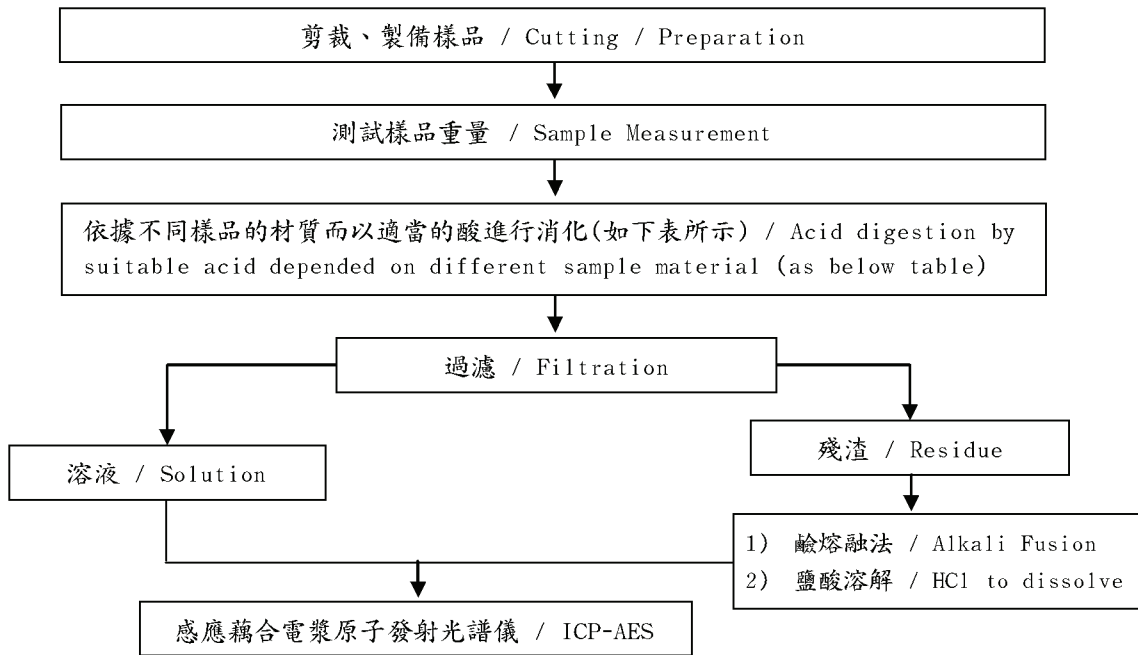 剪裁、製備樣品 / Cutting / Preparation
測試樣品重量 / Sample Measurement
依據不同樣品的材質而以適當的酸進行消化(如下表所示) / Acid digestion by
suitable acid depended on different sample material (as below table)
過濾 / Filtration
溶液 / Solution
殘渣 / Residue
1) 鹼熔融法 / Alkali Fusion
2) 鹽酸溶解 / HCl to dissolve
感應藕合電漿原子發射光譜儀 / ICP-AES